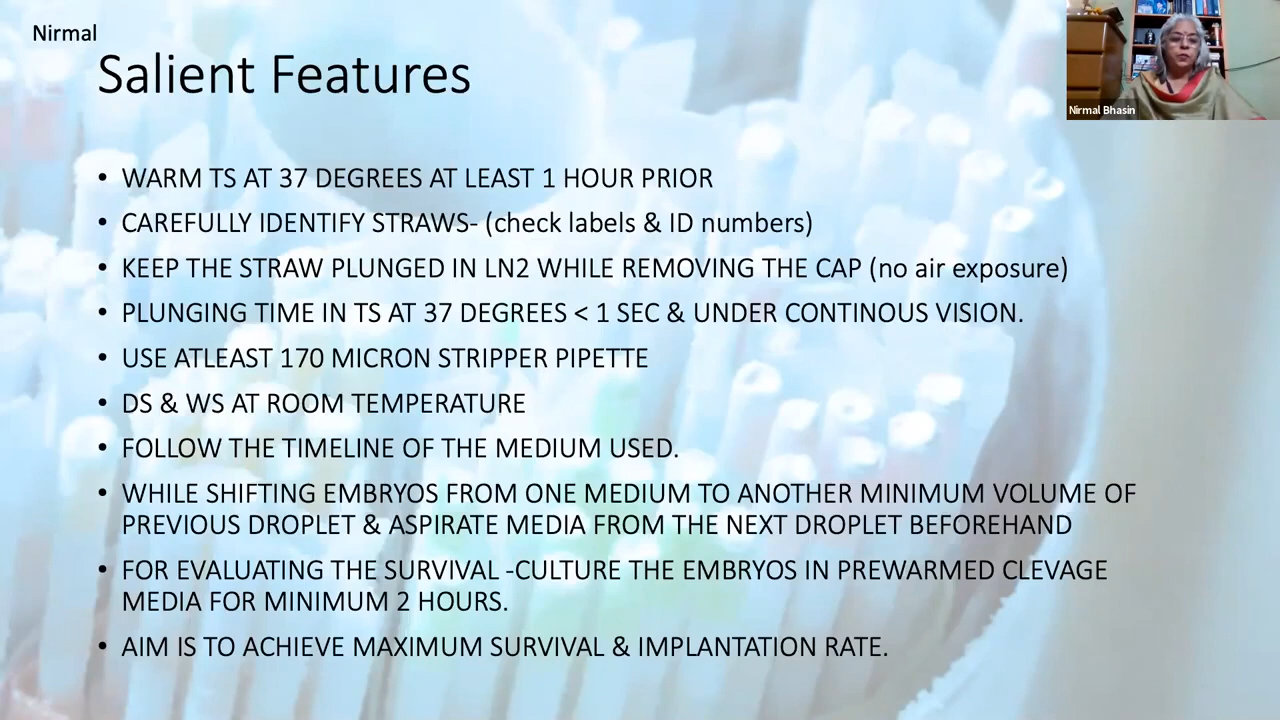 Nirmal
Salient Features
Nirmal Bhasin
• WARM TS AT 37 DEGREES AT LEAST 1 HOUR PRIOR
• CAREFULLY IDENTIFY STRAWS- (check labels & ID numbers)
• KEEP THE STRAW PLUNGED IN LN2 WHILE REMOVING THE CAP (no air exposure)
• PLUNGING TIME IN TS AT 37 DEGREES < 1 SEC & UNDER CONTINOUS VISION.
• USE ATLEAST 170 MICRON STRIPPER PIPETTE
• DS & WS AT ROOM TEMPERATURE
• FOLLOW THE TIMELINE OF THE MEDIUM USED.
• WHILE SHIFTING EMBRYOS FROM ONE MEDIUM TO ANOTHER MINIMUM VOLUME OF
PREVIOUS DROPLET & ASPIRATE MEDIA FROM THE NEXT DROPLET BEFOREHAND
• FOR EVALUATING THE SURVIVAL -CULTURE THE EMBRYOS IN PREWARMED CLEVAGE
MEDIA FOR MINIMUM 2 HOURS.
• AIM IS TO ACHIEVE MAXIMUM SURVIVAL & IMPLANTATION RATE.